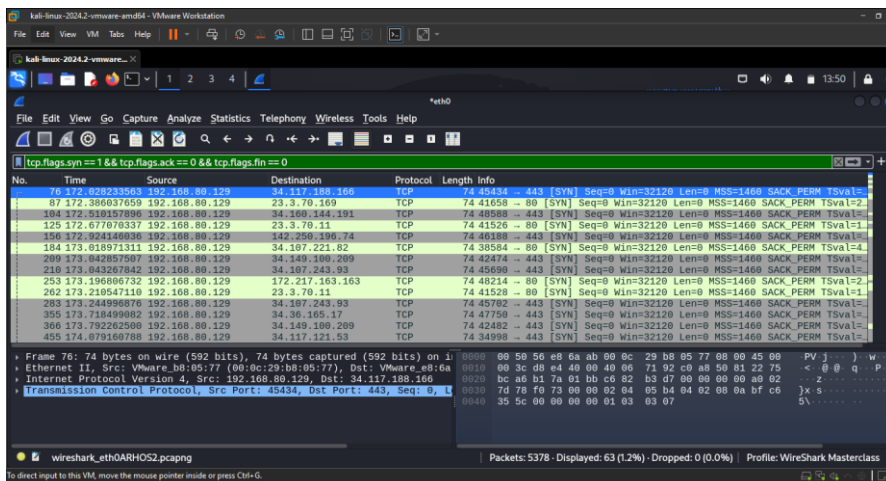 kali-linux-2024.2-vmware-amd64 - VMware Workstation
File Edit View VM Tabs Help
kali-linux-2024.2-vmware...
1 2 3 4
13:50
*eth0
File Edit View Go Capture Analyze Statistics Telephony Wireless Tools Help
tcp.flags.syn == 1 && tcp.flags.ack == 0 && tcp.flags.fin == 0
No. Time Source Destination Protocol Length Info
76 172.028233563 192.168.80.129 34.117.188.166 TCP 74 45434 → 443 [SYN] Seq=0 Win=32120 Len=0 MSS=1460 SACK_PERM TSval=…
87 172.386037659 192.168.80.129 23.3.70.169 TCP 74 41658 → 80 [SYN] Seq=0 Win=32120 Len=0 MSS=1460 SACK_PERM TSval=2…
104 172.510157896 192.168.80.129 34.160.144.191 TCP 74 48588 → 443 [SYN] Seq=0 Win=32120 Len=0 MSS=1460 SACK_PERM TSval=…
125 172.677070337 192.168.80.129 23.3.70.11 TCP 74 41526 → 80 [SYN] Seq=0 Win=32120 Len=0 MSS=1460 SACK_PERM TSval=1…
156 172.924146036 192.168.80.129 142.250.196.74 TCP 74 46188 → 443 [SYN] Seq=0 Win=32120 Len=0 MSS=1460 SACK_PERM TSval=…
184 173.018971311 192.168.80.129 34.107.221.82 TCP 74 38584 → 80 [SYN] Seq=0 Win=32120 Len=0 MSS=1460 SACK_PERM TSval=4…
209 173.042857507 192.168.80.129 34.149.100.209 TCP 74 42474 → 443 [SYN] Seq=0 Win=32120 Len=0 MSS=1460 SACK_PERM TSval=…
210 173.043267842 192.168.80.129 34.107.243.93 TCP 74 45690 → 443 [SYN] Seq=0 Win=32120 Len=0 MSS=1460 SACK_PERM TSval=…
253 173.196806732 192.168.80.129 172.217.163.163 TCP 74 48214 → 80 [SYN] Seq=0 Win=32120 Len=0 MSS=1460 SACK_PERM TSval=2…
262 173.210547110 192.168.80.129 23.3.70.11 TCP 74 41528 → 80 [SYN] Seq=0 Win=32120 Len=0 MSS=1460 SACK_PERM TSval=1…
283 173.244996876 192.168.80.129 34.107.243.93 TCP 74 45702 → 443 [SYN] Seq=0 Win=32120 Len=0 MSS=1460 SACK_PERM TSval=…
355 173.718499082 192.168.80.129 34.36.165.17 TCP 74 47750 → 443 [SYN] Seq=0 Win=32120 Len=0 MSS=1460 SACK_PERM TSval=…
366 173.792262500 192.168.80.129 34.149.100.209 TCP 74 42482 → 443 [SYN] Seq=0 Win=32120 Len=0 MSS=1460 SACK_PERM TSval=…
455 174.079160788 192.168.80.129 34.117.121.53 TCP 74 34998 → 443 [SYN] Seq=0 Win=32120 Len=0 MSS=1460 SACK_PERM TSval=…
Frame 76: 74 bytes on wire (592 bits), 74 bytes captured (592 bits) on i
Ethernet II, Src: VMware_b8:05:77 (00:0c:29:b8:05:77), Dst: VMware_e8:6a
Internet Protocol Version 4, Src: 192.168.80.129, Dst: 34.117.188.166
Transmission Control Protocol, Src Port: 45434, Dst Port: 443, Seq: 0, L
0000 00 50 56 e8 6a ab 00 0c 29 b8 05 77 08 00 45 00 ·PV·j··· )··w··
0010 00 3c d8 e4 40 00 40 06 71 92 c0 a8 50 81 22 75 ·<··@·@· q···P·
0020 bc a6 b1 7a 01 bb c6 82 b3 d7 00 00 00 00 a0 02 ···z····
0030 7d 78 f0 73 00 00 02 04 05 b4 04 02 08 0a bf c6 }x·s····
0040 35 5c 00 00 00 00 01 03 03 07 5\······
wireshark_eth0ARHOS2.pcapng
Packets: 5378 · Displayed: 63 (1.2%) · Dropped: 0 (0.0%)
Profile: WireShark Masterclass
To direct input to this VM, move the mouse pointer inside or press Ctrl+G.